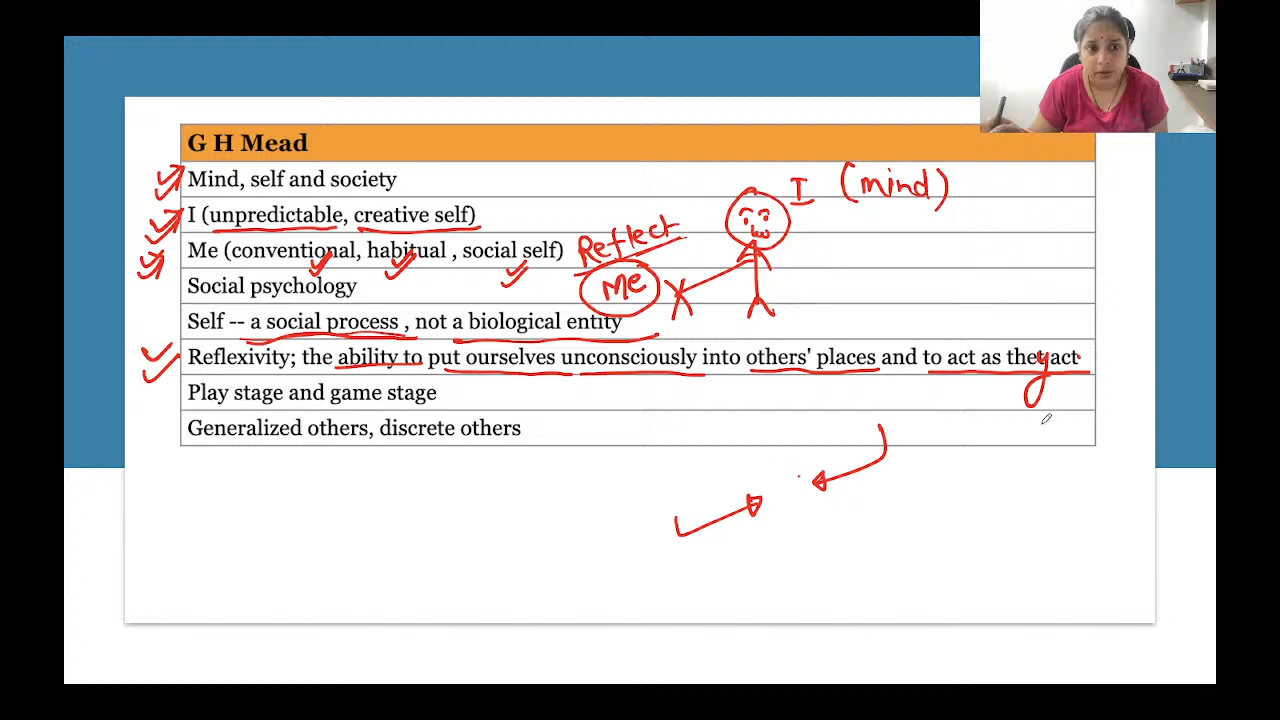 G H Mead
Mind, self and society
I (mind)
I (unpredictable, creative self)
Reflect
Me (conventional, habitual , social self)
Me
Social psychology
Self -- a social process , not a biological entity
Reflexivity; the ability to put ourselves unconsciously into others' places and to act as they act
y
Play stage and game stage
Generalized others, discrete others